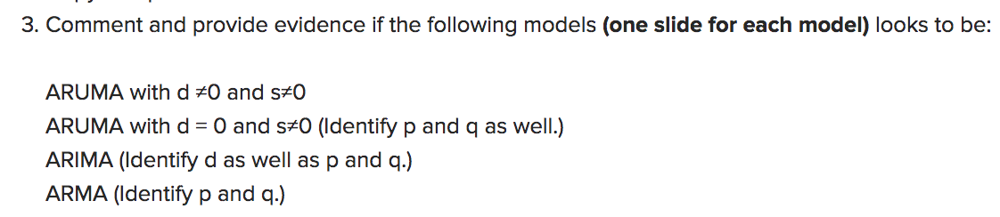 3. Comment and provide evidence if the following models (one slide for each model) looks to be:
ARUMA with d ≠0 and s≠0
ARUMA with d = 0 and s≠0 (Identify p and q as well.)
ARIMA (Identify d as well as p and q.)
ARMA (Identify p and q.)